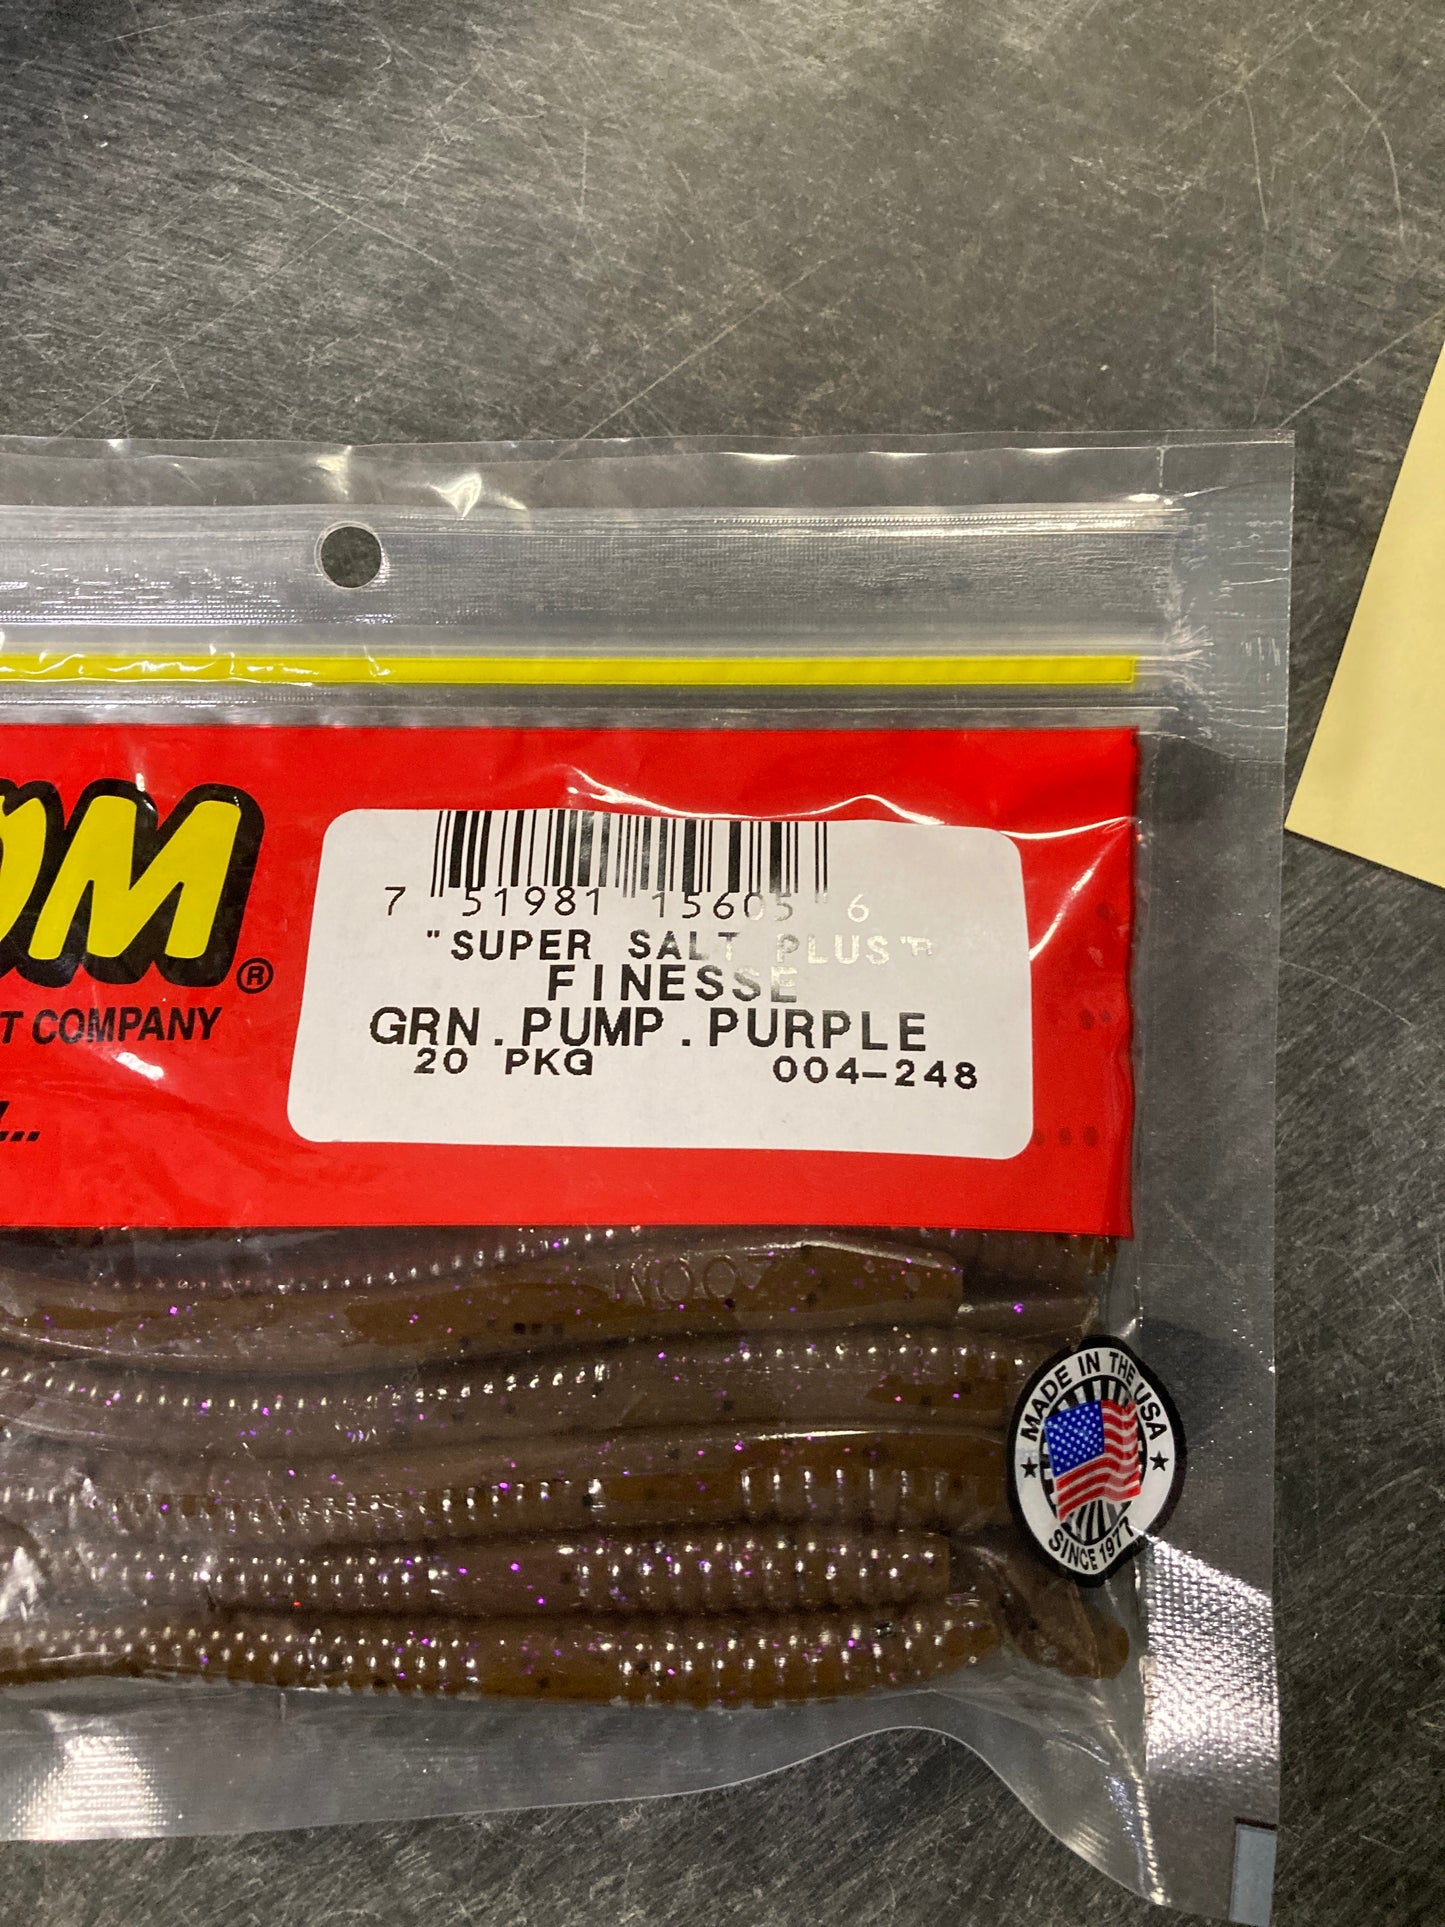 OM®
T COMPANY
7 51981 15605 6
"SUPER SALT PLUS"®
FINESSE
GRN.PUMP.PURPLE
20 PKG 004-248
ZOOM
MADE IN THE USA
SINCE 1977